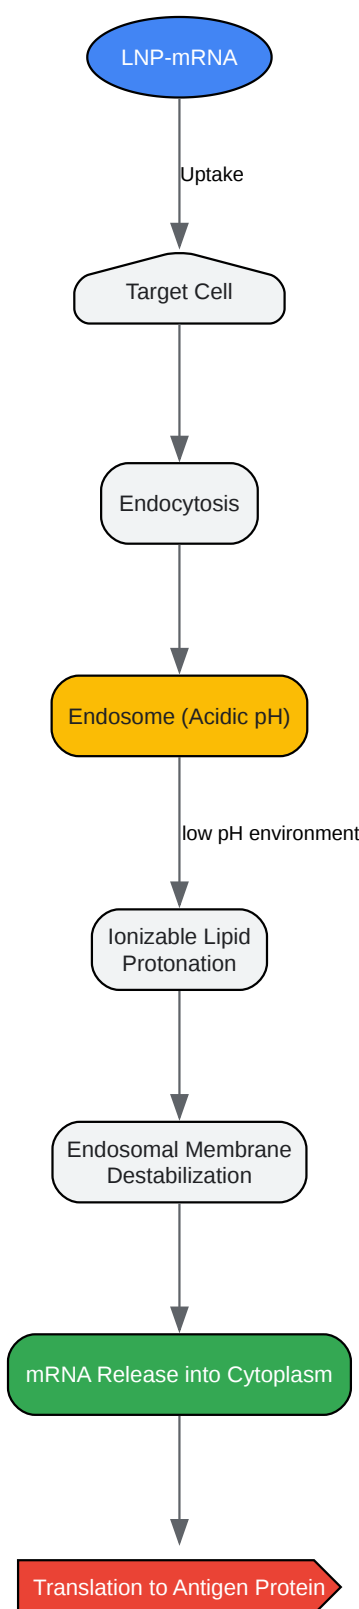 LNP-mRNA
Uptake
Target Cell
Endocytosis
Endosome (Acidic pH)
low pH environment
Ionizable Lipid
Protonation
Endosomal Membrane
Destabilization
mRNA Release into Cytoplasm
Translation to Antigen Protein